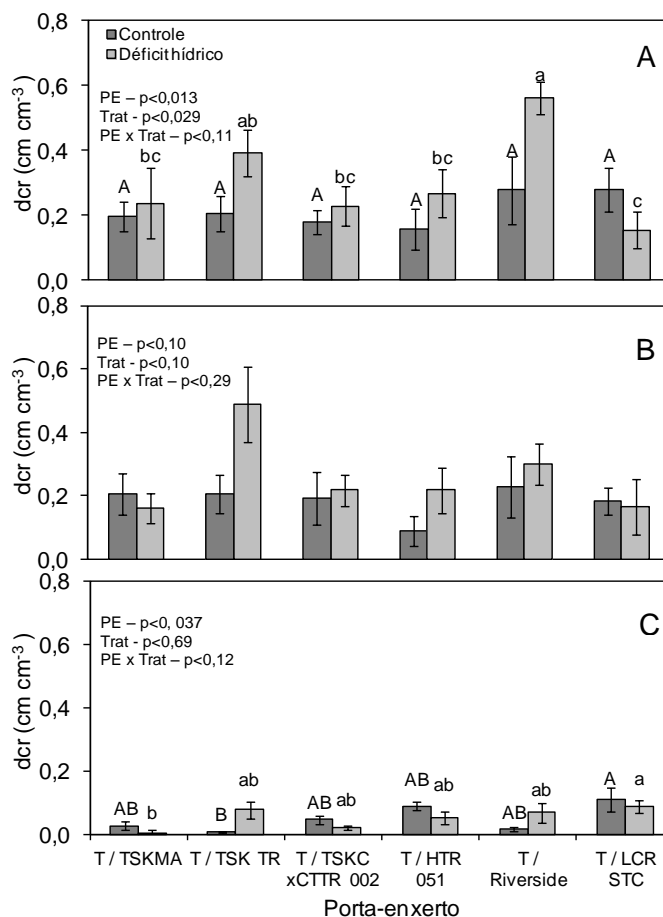 0,8
0,6
0,4
0,2
0,0
dcr (cm cm-3)
Controle
Déficit hídrico
A
PE – p<0,013
Trat - p<0,029
PE x Trat – p<0,11
A bc A ab A bc A bc A a A c
0,8
0,6
0,4
0,2
0,0
dcr (cm cm-3)
B
PE – p<0,10
Trat - p<0,10
PE x Trat – p<0,29
0,8
0,6
0,4
0,2
0,0
dcr (cm cm-3)
C
PE – p<0, 037
Trat - p<0,69
PE x Trat – p<0,12
AB b B ab AB ab AB ab AB ab A a
T / TSKMA T / TSK TR T / TSKC T / HTR T / T / LCR
xCTTR 002 051 Riverside STC
Porta-enxerto